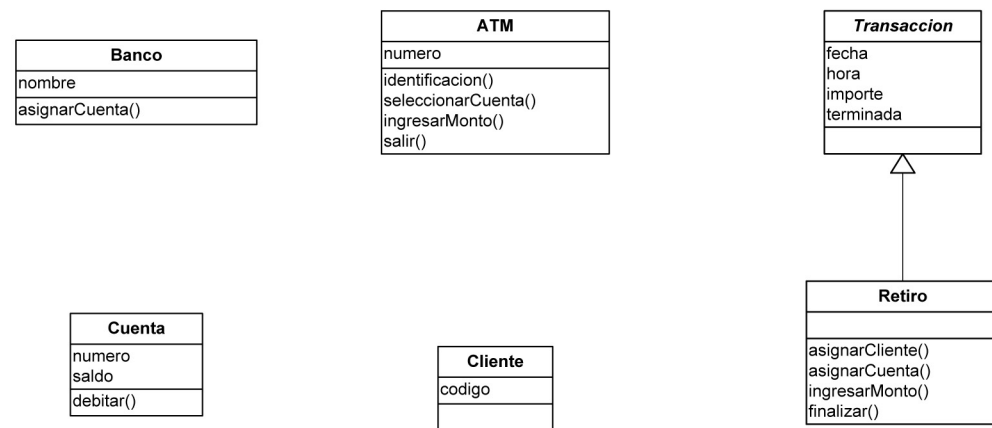 Banco
nombre
asignarCuenta()
ATM
numero
identificacion()
seleccionarCuenta()
ingresarMonto()
salir()
Transaccion
fecha
hora
importe
terminada
Cuenta
numero
saldo
debitar()
Cliente
codigo
Retiro
asignarCliente()
asignarCuenta()
ingresarMonto()
finalizar()